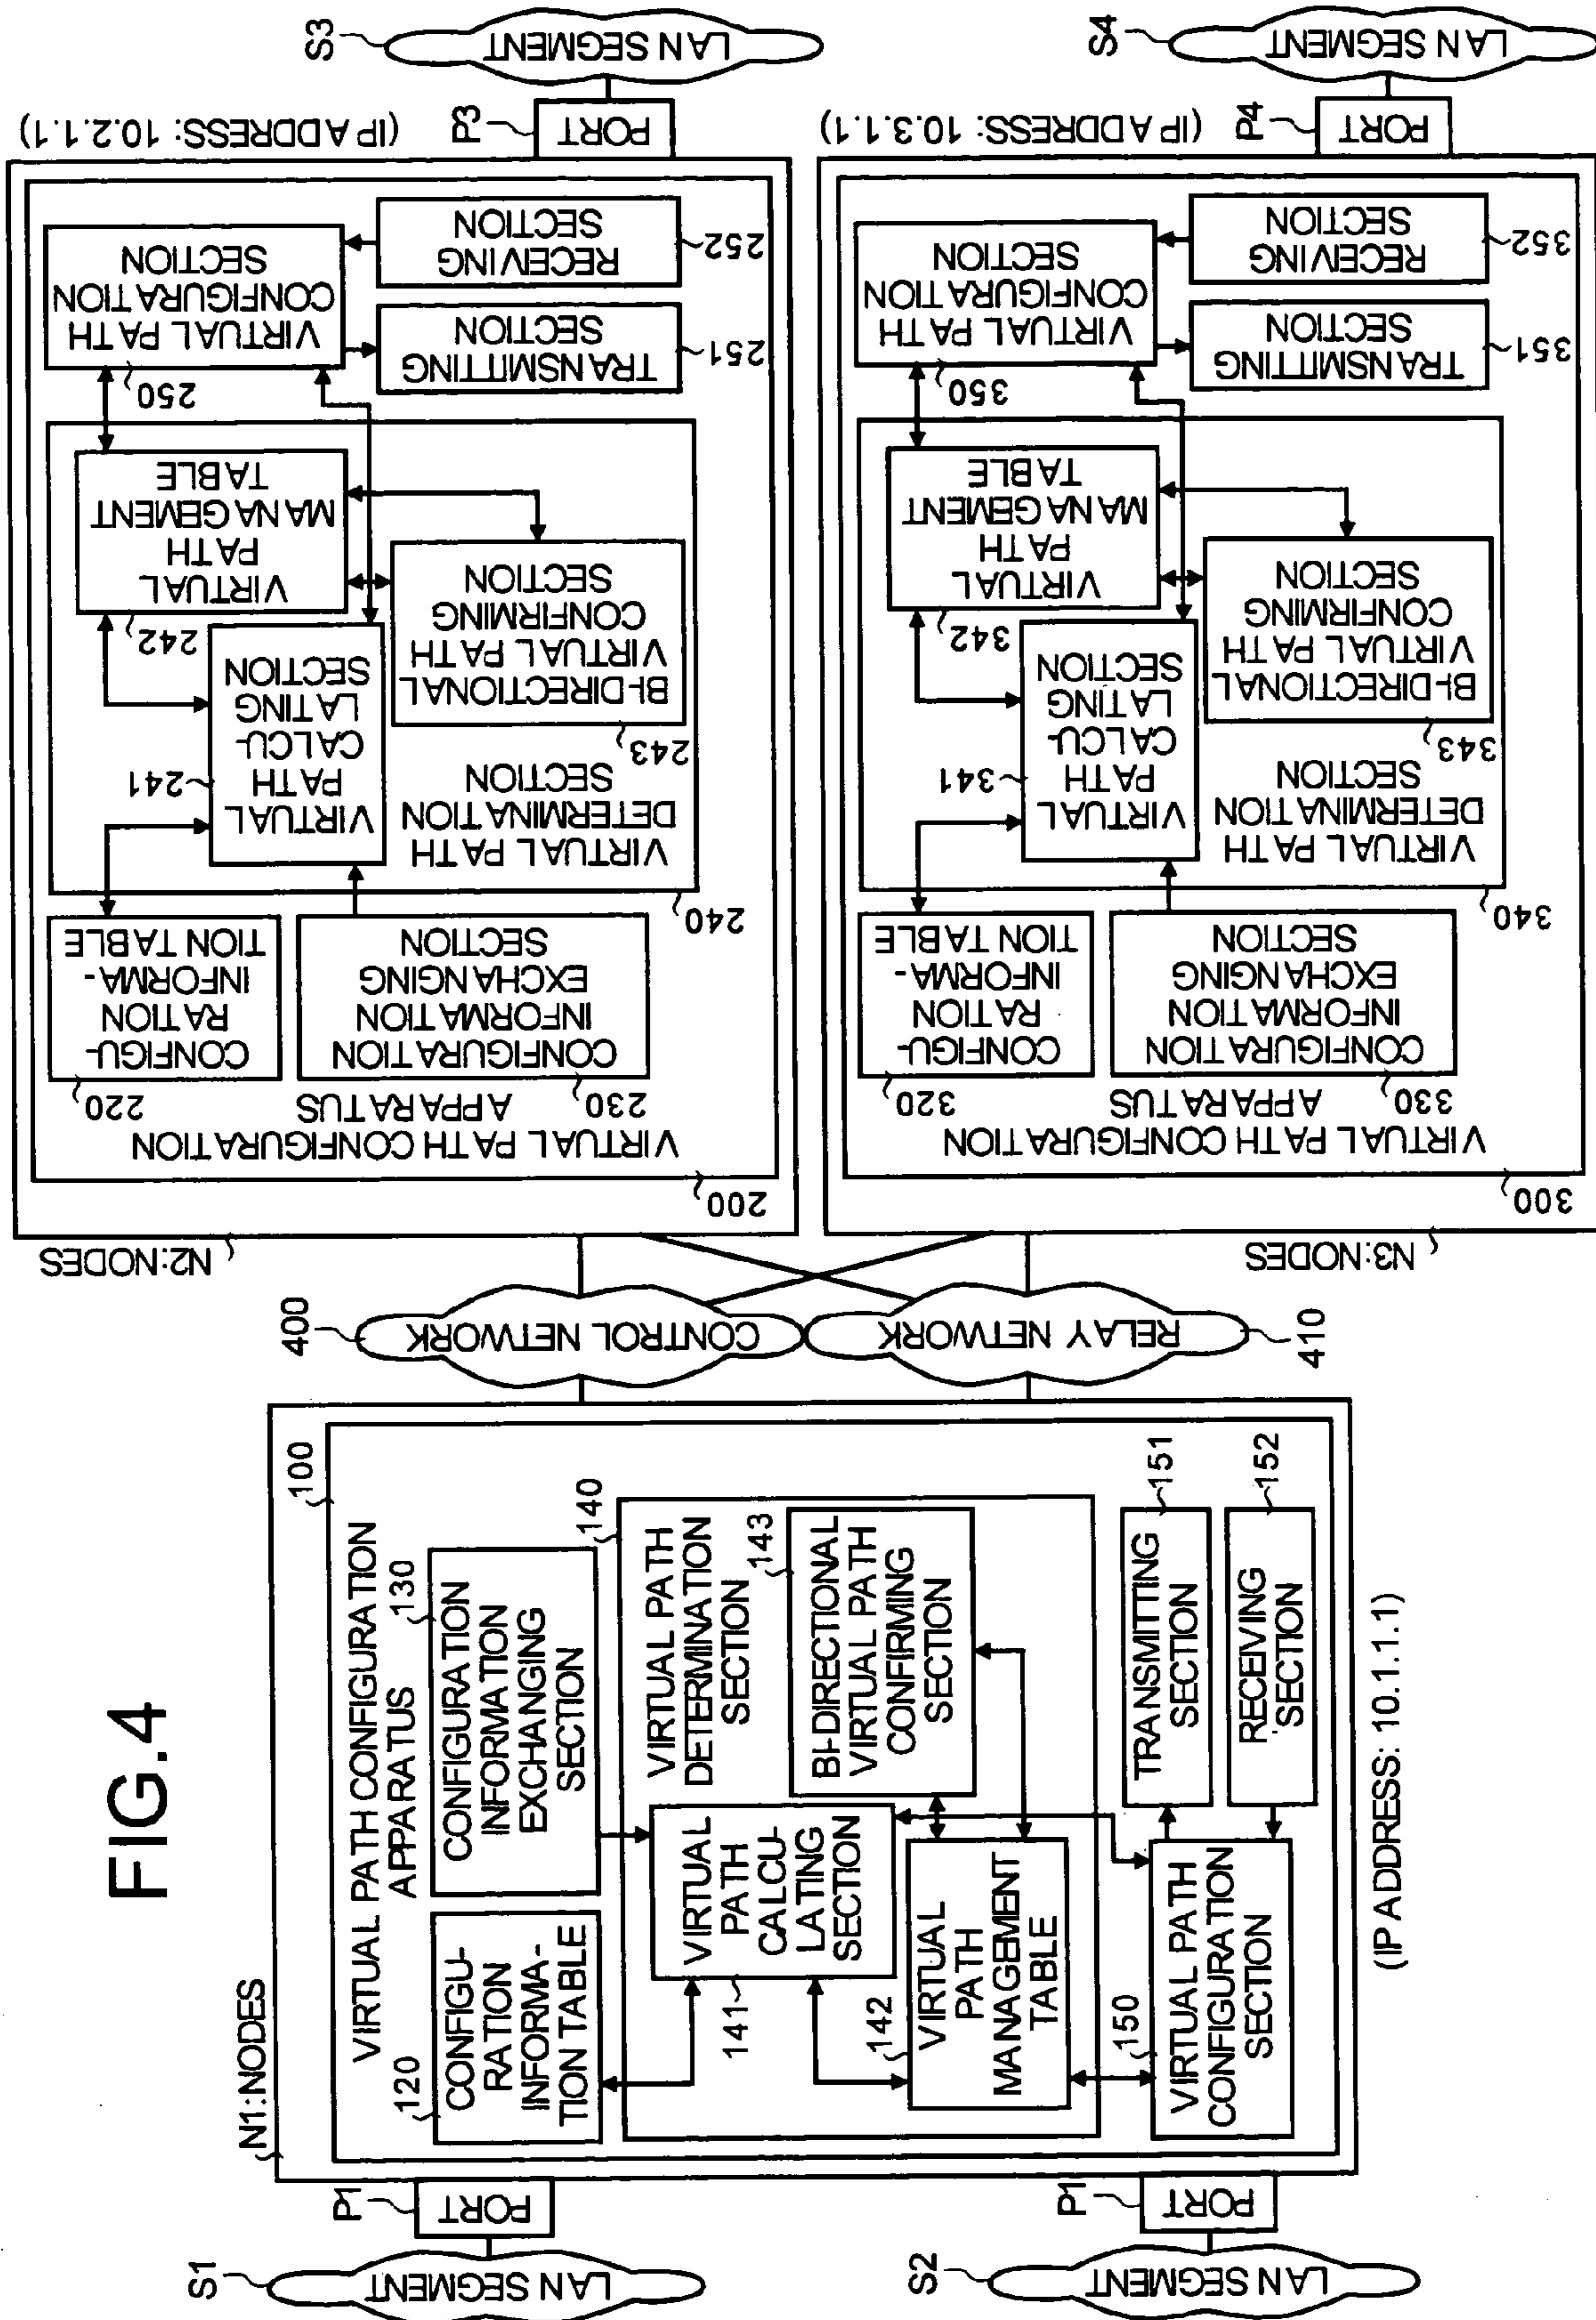 FIG.4
N1:NODES
100
VIRTUAL PATH CONFIGURATION
APPARATUS
120
CONFIGU-
RATION
INFORMA-
TION TABLE
130
CONFIGURATION
INFORMATION
EXCHANGING
SECTION
140
VIRTUAL PATH
DETERMINATION
SECTION
141
VIRTUAL
PATH
CALCU-
LATING
SECTION
142
VIRTUAL
PATH
MANAGEMENT
TABLE
143
BI-DIRECTIONAL
VIRTUAL PATH
CONFIRMING
SECTION
150
VIRTUAL PATH
CONFIGURATION
SECTION
151
TRANSMITTING
SECTION
152
RECEIVING
SECTION
(IP ADDRESS: 10.1.1.1)
S1
LAN SEGMENT
P1
PORT
S2
LAN SEGMENT
P1
PORT
400
CONTROL NETWORK
410
RELAY NETWORK
N2:NODES
200
VIRTUAL PATH CONFIGURATION
APPARATUS
220
CONFIGU-
RATION
INFORMA-
TION TABLE
230
CONFIGURATION
INFORMATION
EXCHANGING
SECTION
240
VIRTUAL PATH
DETERMINATION
SECTION
241
VIRTUAL
PATH
CALCU-
LATING
SECTION
242
VIRTUAL
PATH
MANAGEMENT
TABLE
243
BI-DIRECTIONAL
VIRTUAL PATH
CONFIRMING
SECTION
250
VIRTUAL PATH
CONFIGURATION
SECTION
251
TRANSMITTING
SECTION
252
RECEIVING
SECTION
(IP ADDRESS: 10.2.1.1)
P3
PORT
S3
LAN SEGMENT
N3:NODES
300
VIRTUAL PATH CONFIGURATION
APPARATUS
320
CONFIGU-
RATION
INFORMA-
TION TABLE
330
CONFIGURATION
INFORMATION
EXCHANGING
SECTION
340
VIRTUAL PATH
DETERMINATION
SECTION
341
VIRTUAL
PATH
CALCU-
LATING
SECTION
342
VIRTUAL
PATH
MANAGEMENT
TABLE
343
BI-DIRECTIONAL
VIRTUAL PATH
CONFIRMING
SECTION
350
VIRTUAL PATH
CONFIGURATION
SECTION
351
TRANSMITTING
SECTION
352
RECEIVING
SECTION
(IP ADDRESS: 10.3.1.1)
P4
PORT
S4
LAN SEGMENT